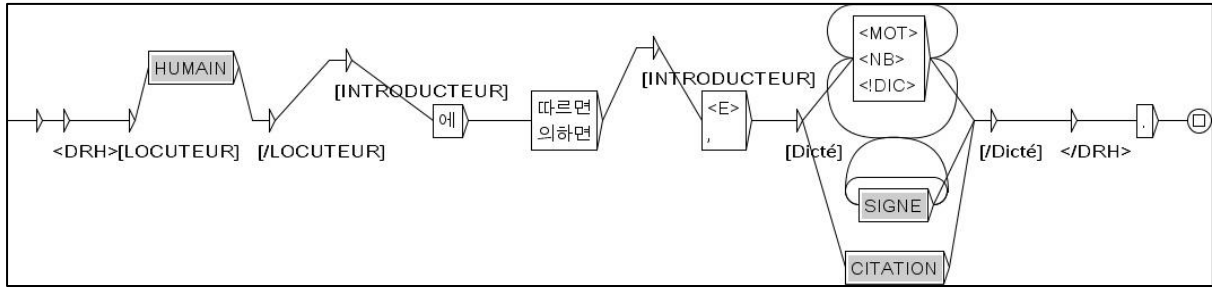 HUMAIN
<DRH>
[LOCUTEUR]
[/LOCUTEUR]
[INTRODUCTEUR]
에
따르면
의하면
[INTRODUCTEUR]
<E>
,
[Dicté]
<MOT>
<NB>
<!DIC>
SIGNE
CITATION
[/Dicté]
</DRH>
.